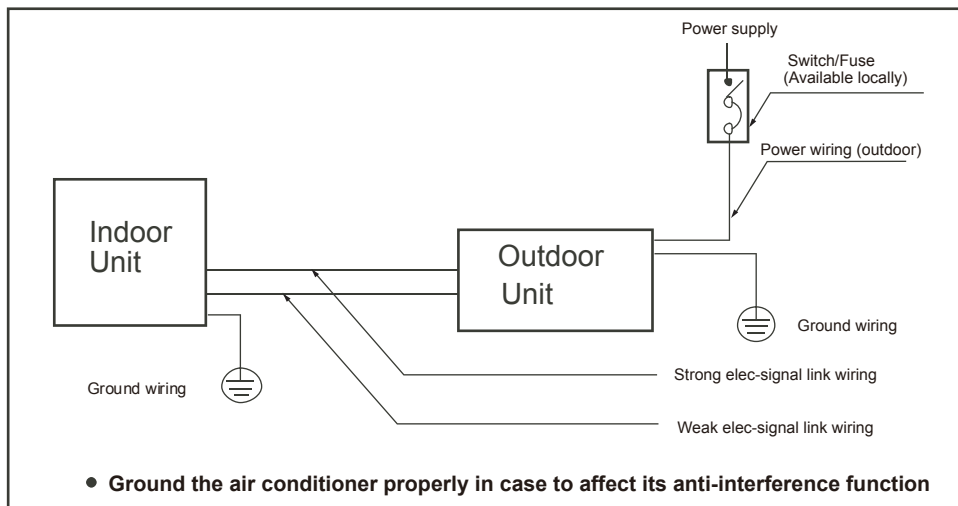 Power supply
Switch/Fuse
(Available locally)
Power wiring (outdoor)
Indoor
Unit
Outdoor
Unit
Ground wiring
Ground wiring
Strong elec-signal link wiring
Weak elec-signal link wiring
● Ground the air conditioner properly in case to affect its anti-interference function